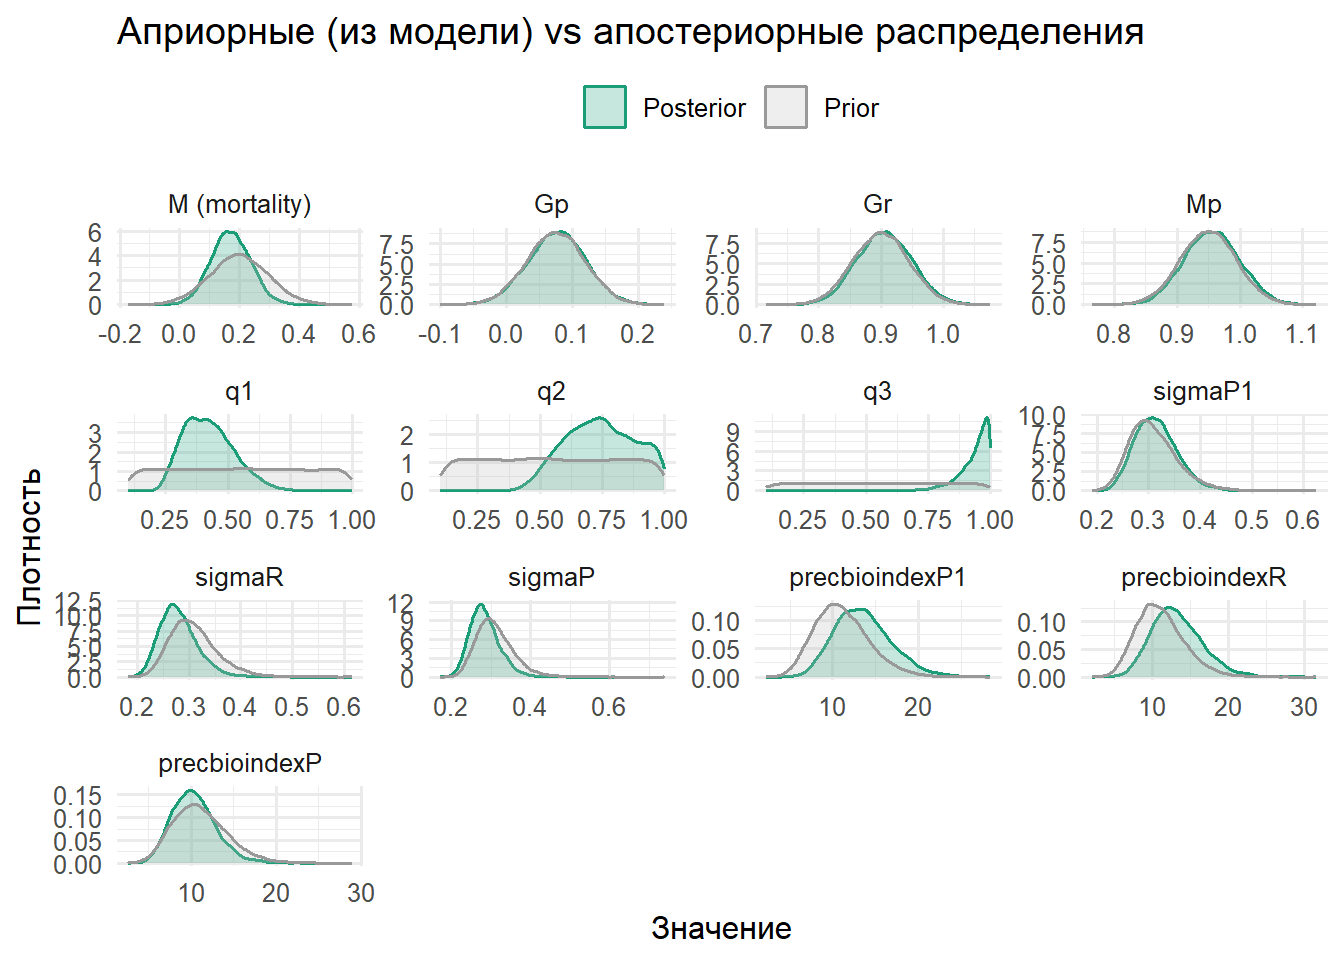 Априорные (из модели) vs апостериорные распределения
Posterior Prior
M (mortality) Gp Gr Mp
6 4 2 0
7.5 5.0 2.5 0.0
7.5 5.0 2.5 0.0
7.5 5.0 2.5 0.0
-0.2 0.0 0.2 0.4 0.6 -0.1 0.0 0.1 0.2 0.7 0.8 0.9 1.0 0.8 0.9 1.0 1.1
q1 q2 q3 sigmaP1
3 2 1 0
2 1 0
9 6 3 0
10.0 7.5 5.0 2.5 0.0
0.25 0.50 0.75 1.00 0.25 0.50 0.75 1.00 0.25 0.50 0.75 1.00 0.2 0.3 0.4 0.5 0.6
sigmaR sigmaP precbioindexP1 precbioindexR
12.5 10.0 7.5 5.0 2.5 0.0
12 9 6 3 0
0.10 0.05 0.00
0.10 0.05 0.00
0.2 0.3 0.4 0.5 0.6 0.2 0.4 0.6 10 20 10 20 30
precbioindexP
0.15 0.10 0.05 0.00
10 20 30
Плотность
Значение